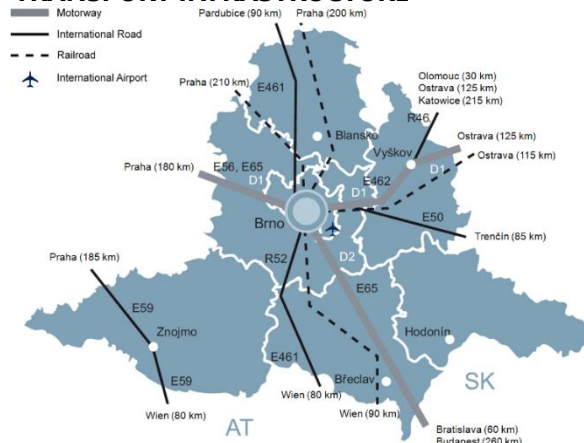 TRANSPORT INFRASTRUCTURE
Motorway
International Road
Railroad
International Airport
Pardubice (90 km)
Praha (200 km)
Praha (210 km)
E461
Olomouc (30 km)
Ostrava (125 km)
Katowice (215 km)
R46
Blansko
Vyškov
Ostrava (125 km)
Ostrava (115 km)
Praha (180 km)
E56, E65
D1
E462
D1
D1
Brno
E50
Trenčín (85 km)
R52
D2
Praha (185 km)
E65
E59
Znojmo
Hodonín
E461
E59
Břeclav
SK
Wien (80 km)
Wien (80 km)
Wien (90 km)
AT
Bratislava (60 km)
Budapest (260 km)